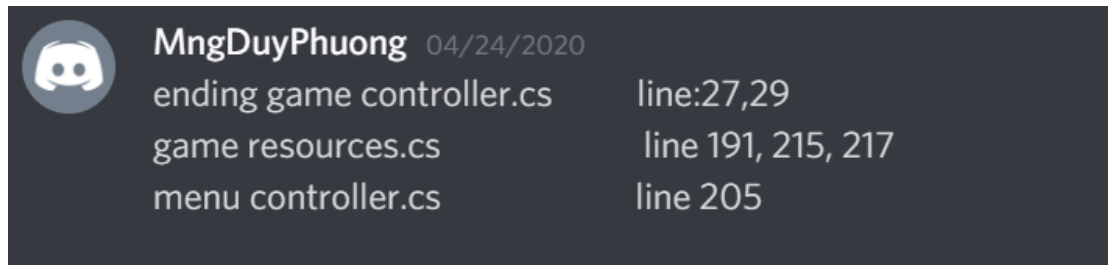 MngDuyPhuong 04/24/2020
ending game controller.cs line:27,29
game resources.cs line 191, 215, 217
menu controller.cs line 205